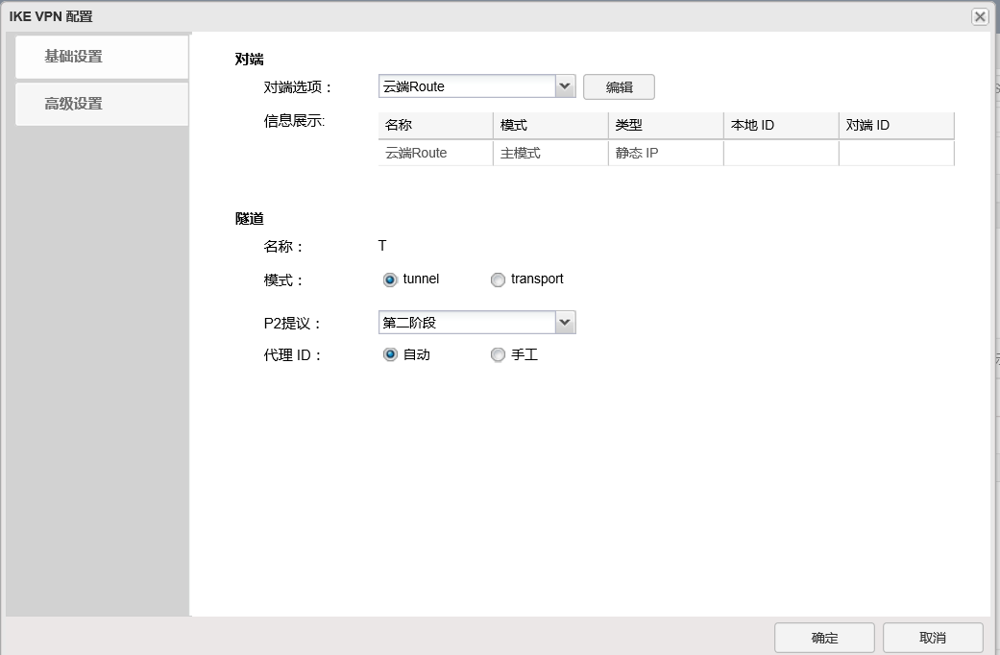 IKE VPN 配置
基础设置
高级设置
对端
对端选项： 云端Route 编辑
信息展示: 名称 模式 类型 本地 ID 对端 ID
云端Route 主模式 静态 IP
隧道
名称： T
模式： tunnel transport
P2提议： 第二阶段
代理 ID： 自动 手工
确定 取消